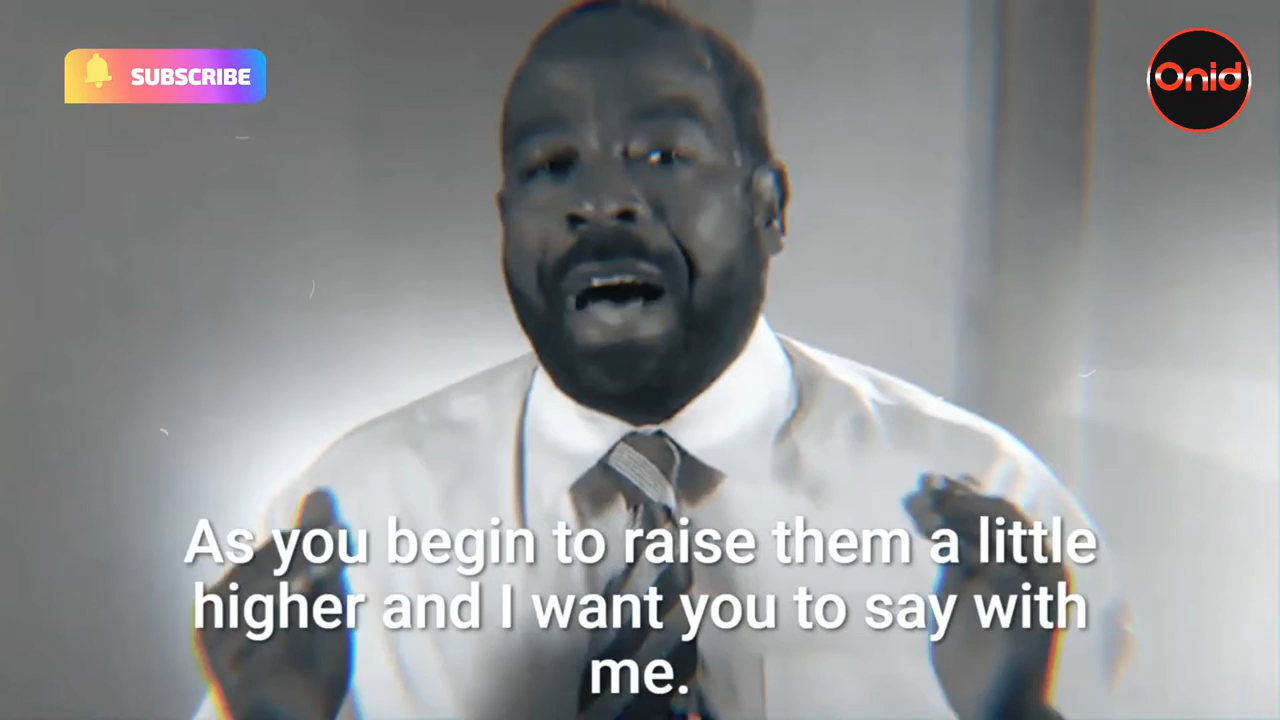 SUBSCRIBE
Onid
As you begin to raise them a little
higher and I want you to say with
me.